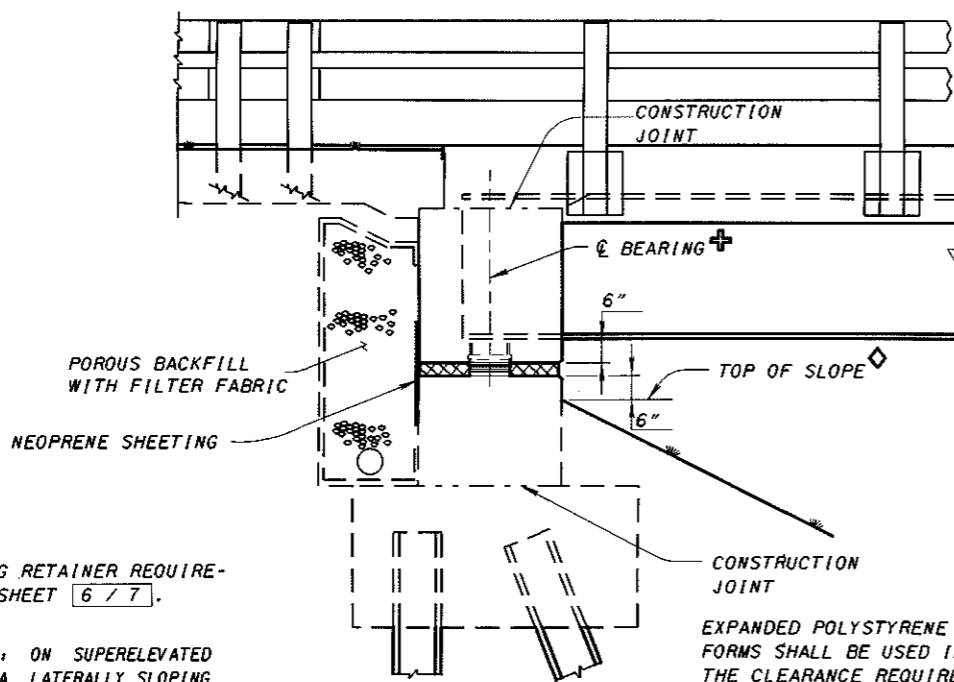 CONSTRUCTION
JOINT
℄ BEARING
6"
POROUS BACKFILL
WITH FILTER FABRIC
TOP OF SLOPE
6"
NEOPRENE SHEETING
CONSTRUCTION
JOINT
G RETAINER REQUIRE-
SHEET 6 / 7 .
: ON SUPERELEVATED
A LATERALLY SLOPING
EXPANDED POLYSTYRENE
FORMS SHALL BE USED
THE CLEARANCE REQUIRE